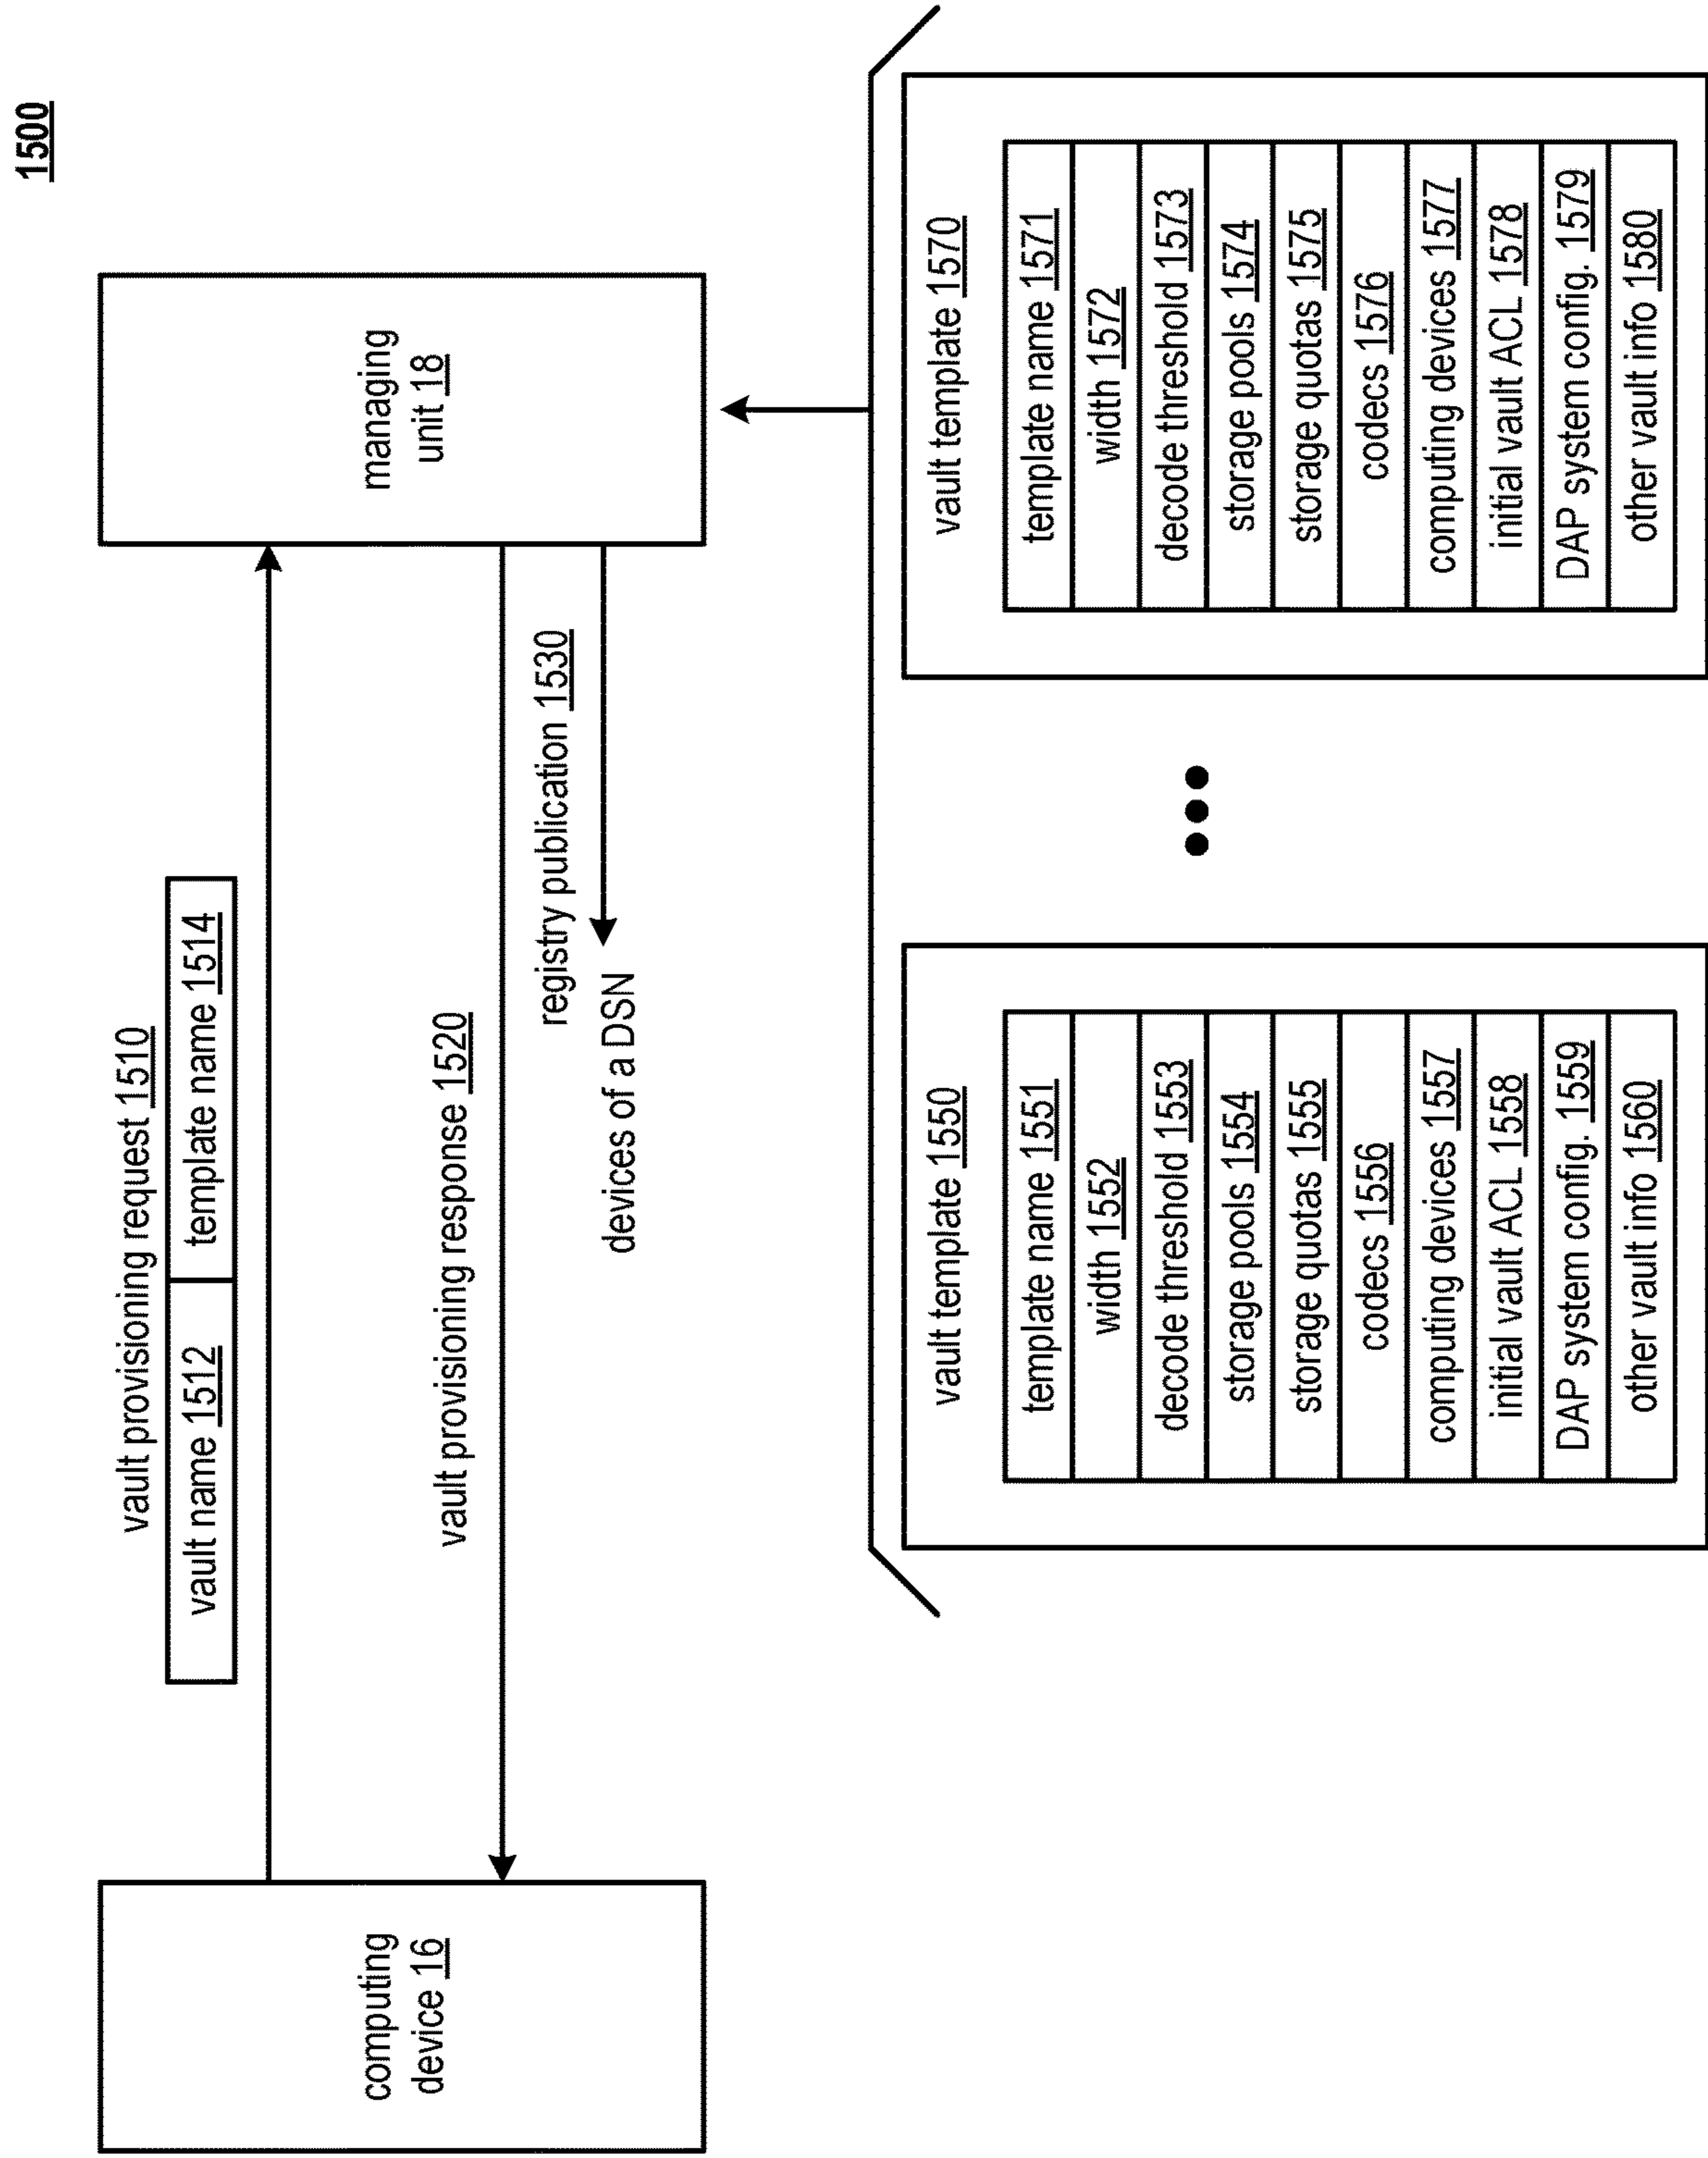 1500
vault provisioning request 1510
vault name 1512
template name 1514
computing
device 16
managing
unit 18
vault provisioning response 1520
registry publication 1530
devices of a DSN
vault template 1550
template name 1551
width 1552
decode threshold 1553
storage pools 1554
storage quotas 1555
codecs 1556
computing devices 1557
initial vault ACL 1558
DAP system config. 1559
other vault info 1560
vault template 1570
template name 1571
width 1572
decode threshold 1573
storage pools 1574
storage quotas 1575
codecs 1576
computing devices 1577
initial vault ACL 1578
DAP system config. 1579
other vault info 1580